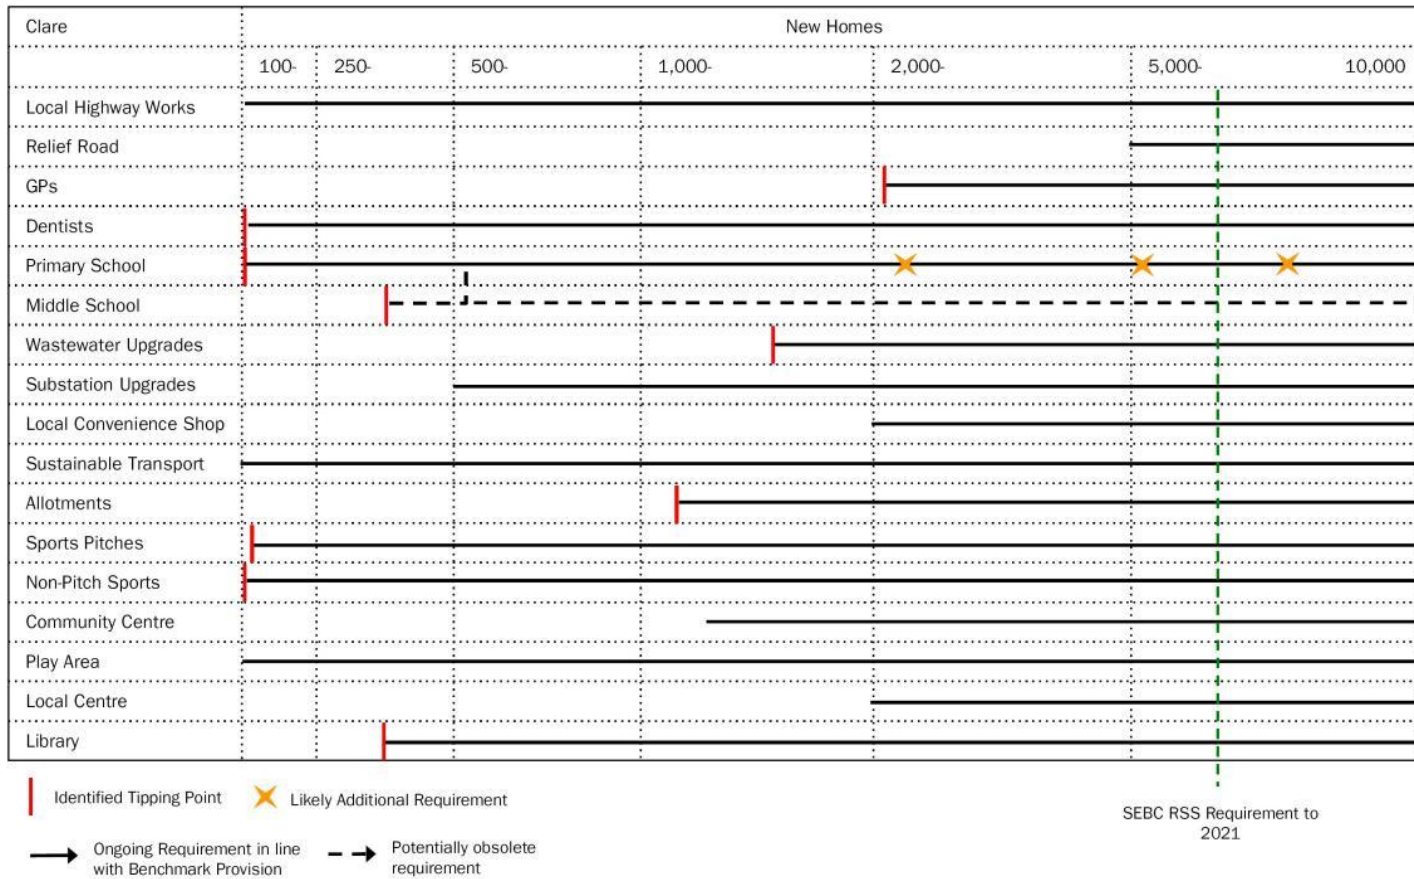 Clare New Homes
100- 250- 500- 1,000- 2,000- 5,000- 10,000
Local Highway Works
Relief Road
GPs
Dentists
Primary School
Middle School
Wastewater Upgrades
Substation Upgrades
Local Convenience Shop
Sustainable Transport
Allotments
Sports Pitches
Non-Pitch Sports
Community Centre
Play Area
Local Centre
Library
Identified Tipping Point
Likely Additional Requirement
SEBC RSS Requirement to
2021
Ongoing Requirement in line
with Benchmark Provision
Potentially obsolete
requirement